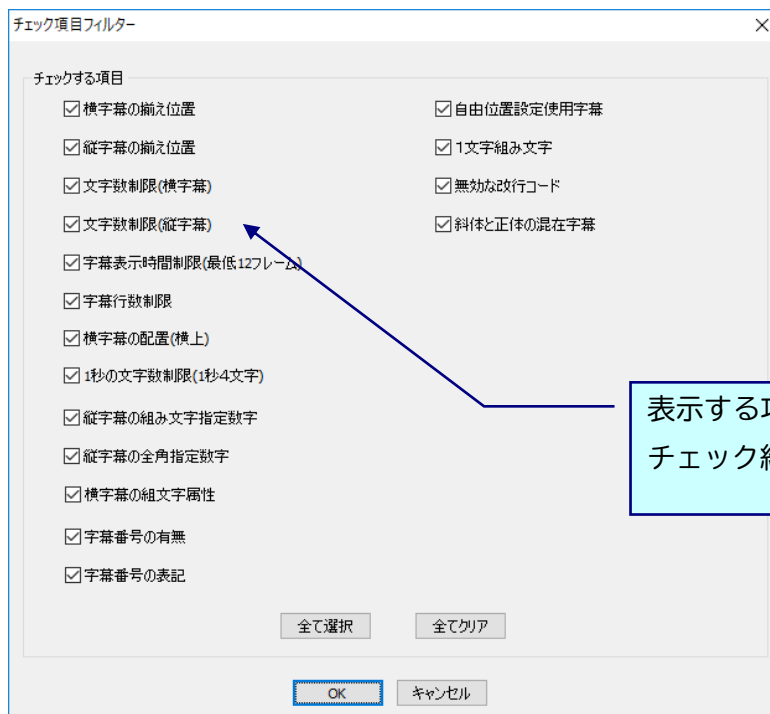 チェック項目フィルター
チェックする項目
横字幕の揃え位置
縦字幕の揃え位置
文字数制限(横字幕)
文字数制限(縦字幕)
字幕表示時間制限(最低12フレーム)
字幕行数制限
横字幕の配置(横上)
1秒の文字数制限(1秒4文字)
縦字幕の組み文字指定数字
縦字幕の全角指定数字
横字幕の組文字属性
字幕番号の有無
字幕番号の表記
自由位置設定使用字幕
1文字組み文字
無効な改行コード
斜体と正体の混在字幕
表示する
チェック
全て選択
全てクリア
OK
キャンセル